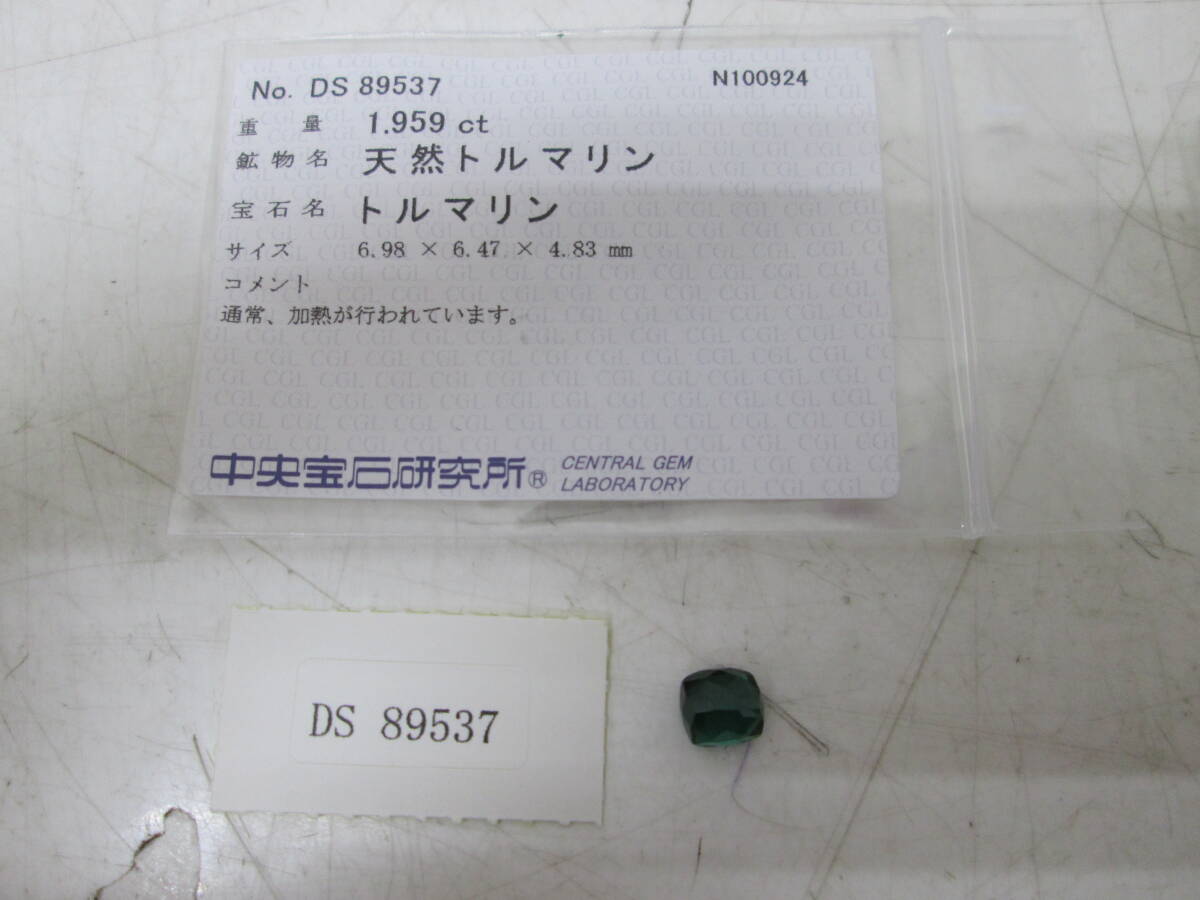 No. DS 89537 N100924
重量 1.959 ct
鉱物名 天然トルマリン
宝石名 トルマリン
サイズ 6.98 × 6.47 × 4.83 mm
コメント
通常、加熱が行われています。
中央宝石研究所® CENTRAL GEM
LABORATORY
DS 89537